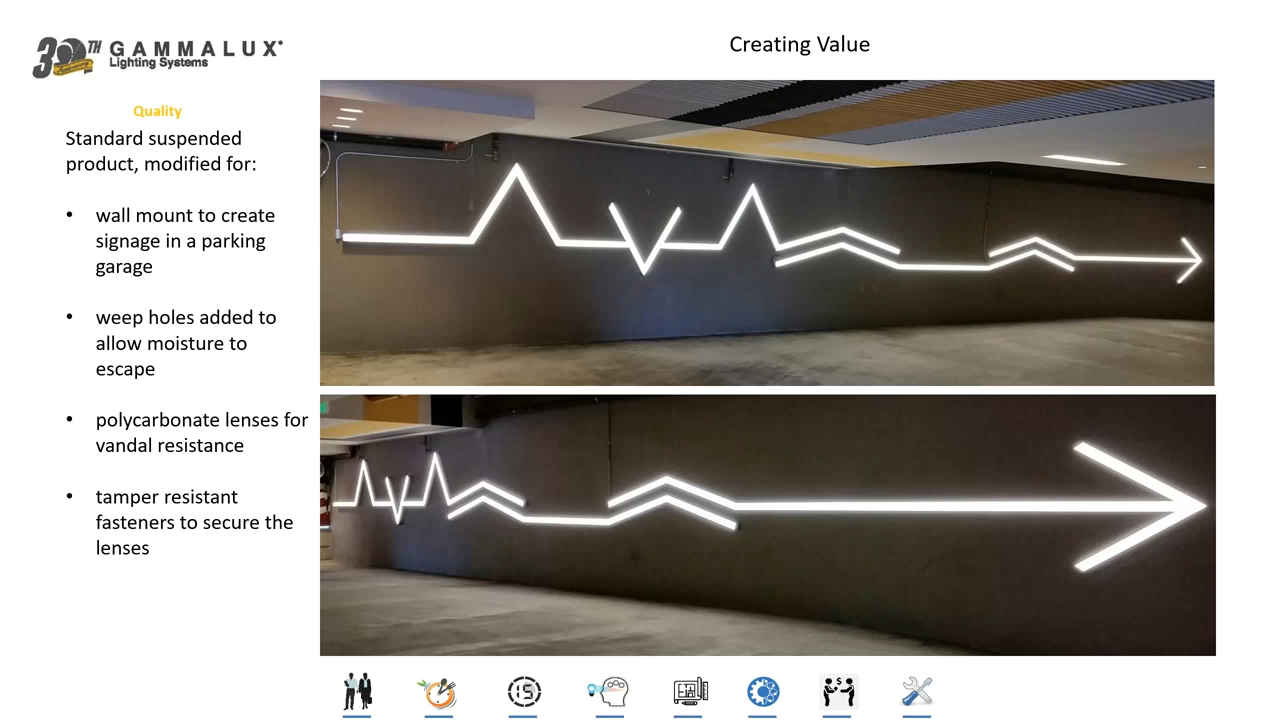 30TH
Anniversary
GAMMALUX
Lighting Systems
Creating Value
Quality
Standard suspended
product, modified for:
• wall mount to create
signage in a parking
garage
• weep holes added to
allow moisture to
escape
• polycarbonate lenses for
vandal resistance
• tamper resistant
fasteners to secure the
lenses
15
$